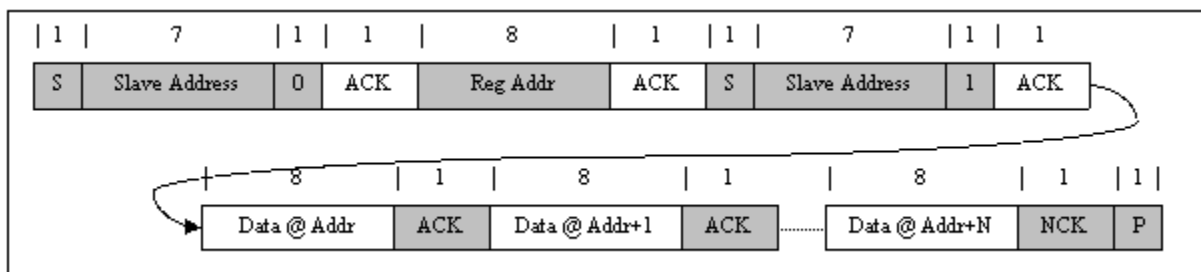 | 1 | 7 | 1 | 1 | 8 | 1 | 1 | 7 | 1 | 1
S Slave Address 0 ACK Reg Addr ACK S Slave Address 1 ACK
| 8 | 1 | 8 | 1 | 8 | 1 | 1 |
Data @ Addr ACK Data @ Addr+1 ACK ........... Data @ Addr+N NCK P